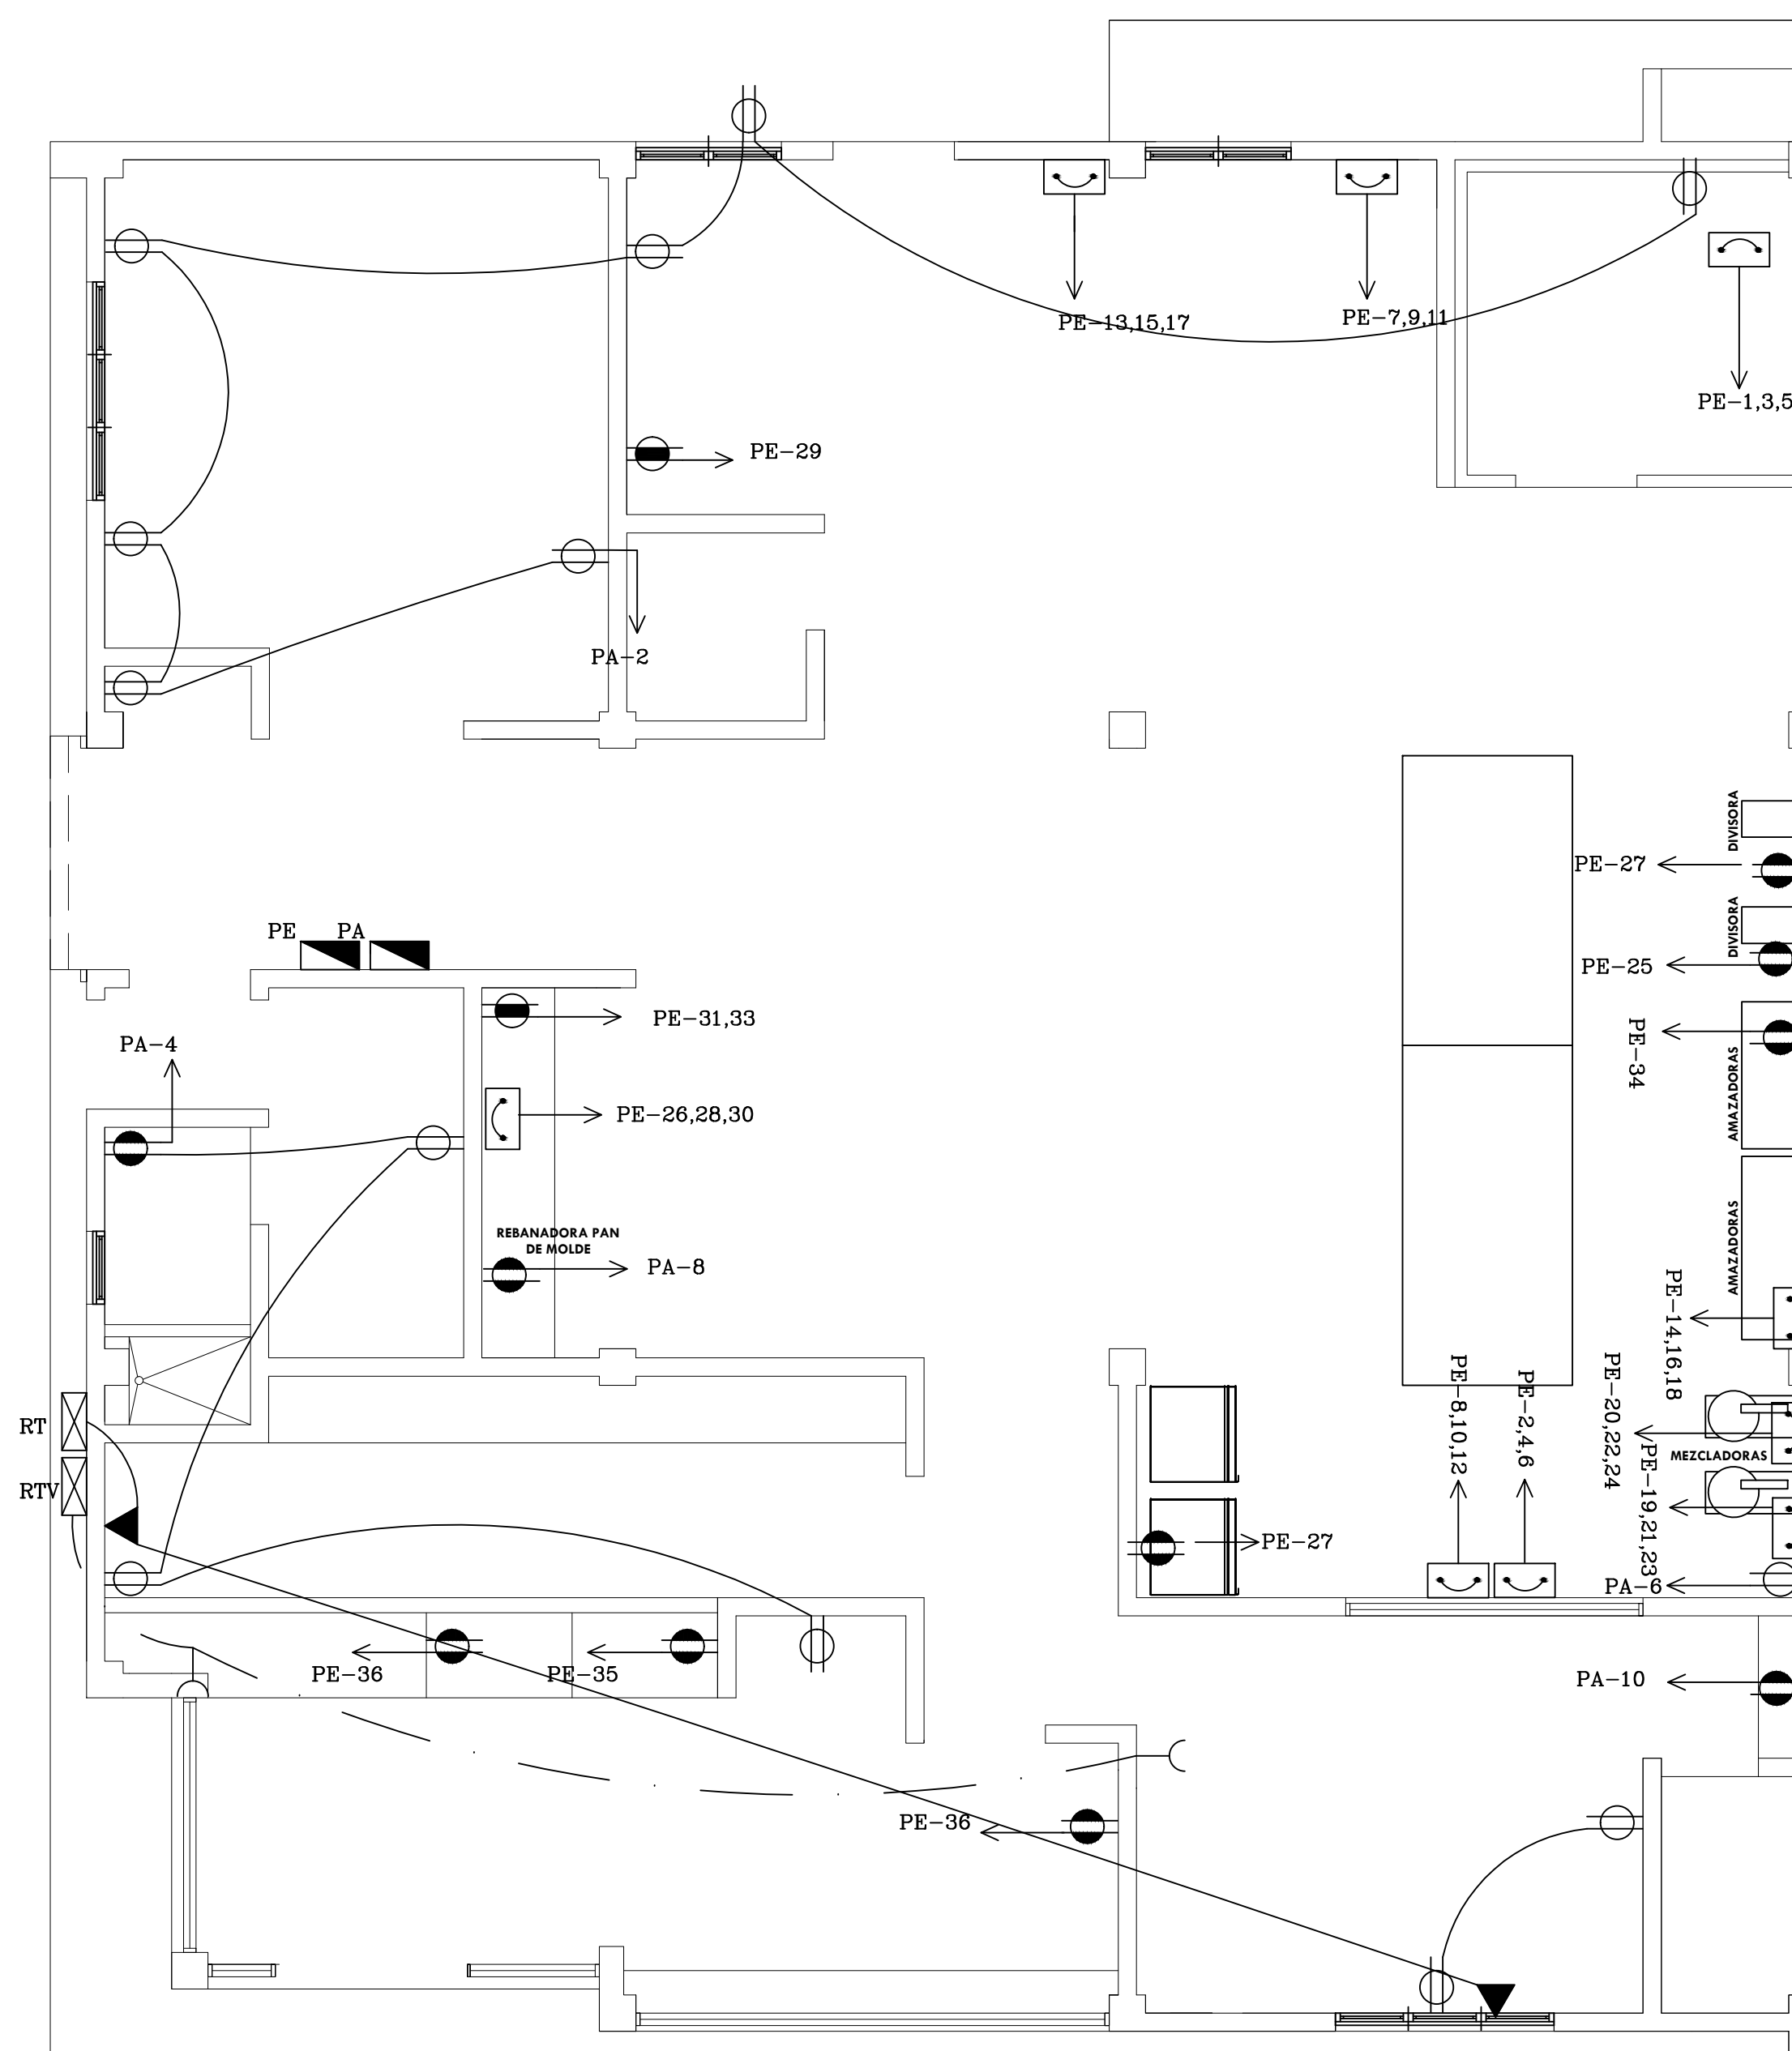 PE-13,15,17
PE-7,9,11
PE-1,3,5
PE-29
PA-2
DIVISORA
PE-27
DIVISORA
PE PA
PE-25
PE-31,33
PE-34
PA-4
AMAZADORAS
PE-26,28,30
REBANADORA PAN
DE MOLDE
PA-8
AMAZADORAS
PE-14,16,18
PE-8,10,12
PE-2,4,6
PE-20,22,24
RT
MEZCLADORAS
PE-19,21,23
RTV
PE-27
PA-6
PE-36
PE-35
PA-10
PE-36